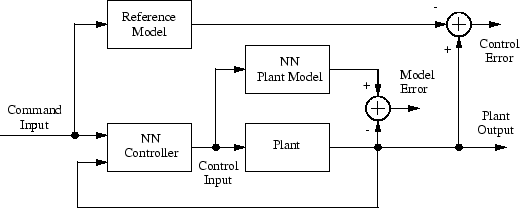 Reference
Model
-
+
Control
Error
NN
Plant Model
+
-
Model
Error
Command
Input
NN
Controller
Control
Input
Plant
Plant
Output